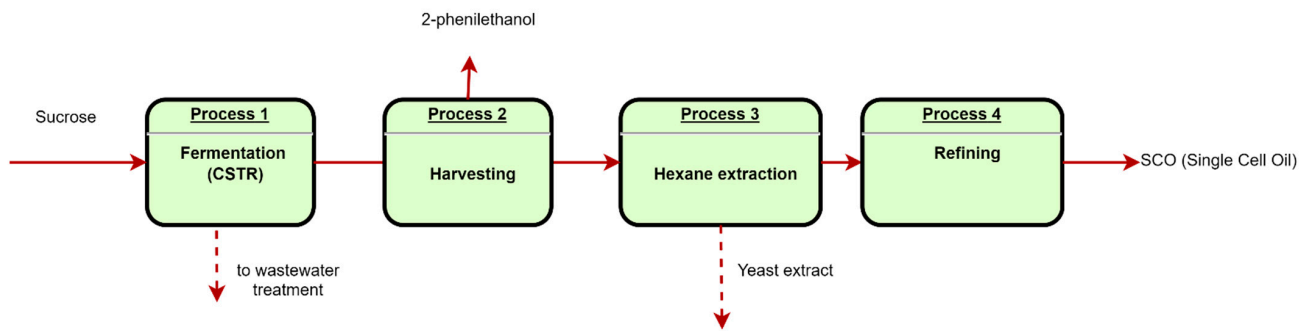 2-phenilethanol
Sucrose
Process 1
Fermentation
(CSTR)
Process 2
Harvesting
Process 3
Hexane extraction
Process 4
Refining
SCO (Single Cell Oil)
to wastewater
treatment
Yeast extract